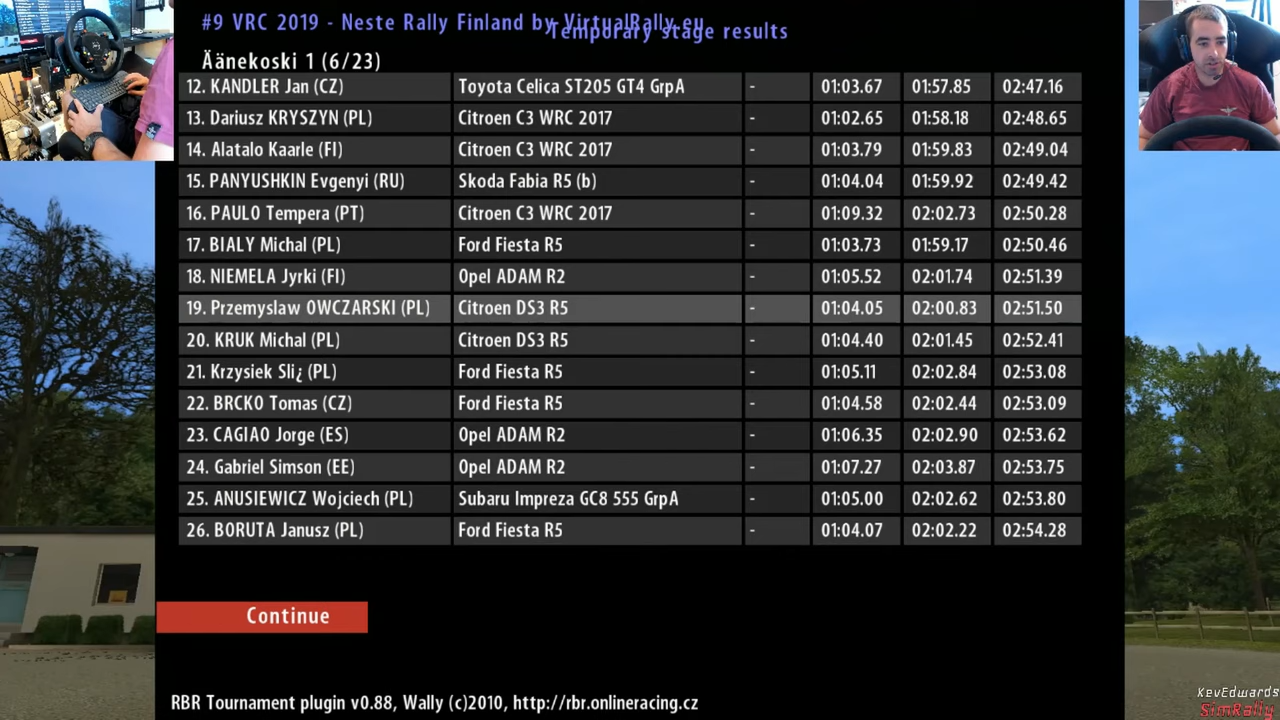 #9 VRC 2019 - Neste Rally Finland by VirtualRally.eu
Temporary stage results
Äänekoski 1 (6/23)
12. KANDLER Jan (CZ) Toyota Celica ST205 GT4 GrpA - 01:03.67 01:57.85 02:47.16
13. Dariusz KRYSZYN (PL) Citroen C3 WRC 2017 - 01:02.65 01:58.18 02:48.65
14. Alatalo Kaarle (FI) Citroen C3 WRC 2017 - 01:03.79 01:59.83 02:49.04
15. PANYUSHKIN Evgenyi (RU) Skoda Fabia R5 (b) - 01:04.04 01:59.92 02:49.42
16. PAULO Tempera (PT) Citroen C3 WRC 2017 - 01:09.32 02:02.73 02:50.28
17. BIALY Michal (PL) Ford Fiesta R5 - 01:03.73 01:59.17 02:50.46
18. NIEMELA Jyrki (FI) Opel ADAM R2 - 01:05.52 02:01.74 02:51.39
19. Przemyslaw OWCZARSKI (PL) Citroen DS3 R5 - 01:04.05 02:00.83 02:51.50
20. KRUK Michal (PL) Citroen DS3 R5 - 01:04.40 02:01.45 02:52.41
21. Krzysiek Sli¿ (PL) Ford Fiesta R5 - 01:05.11 02:02.84 02:53.08
22. BRCKO Tomas (CZ) Ford Fiesta R5 - 01:04.58 02:02.44 02:53.09
23. CAGIAO Jorge (ES) Opel ADAM R2 - 01:06.35 02:02.90 02:53.62
24. Gabriel Simson (EE) Opel ADAM R2 - 01:07.27 02:03.87 02:53.75
25. ANUSIEWICZ Wojciech (PL) Subaru Impreza GC8 555 GrpA - 01:05.00 02:02.62 02:53.80
26. BORUTA Janusz (PL) Ford Fiesta R5 - 01:04.07 02:02.22 02:54.28
Continue
RBR Tournament plugin v0.88, Wally (c)2010, http://rbr.onlineracing.cz
KevEdwards
SimRally